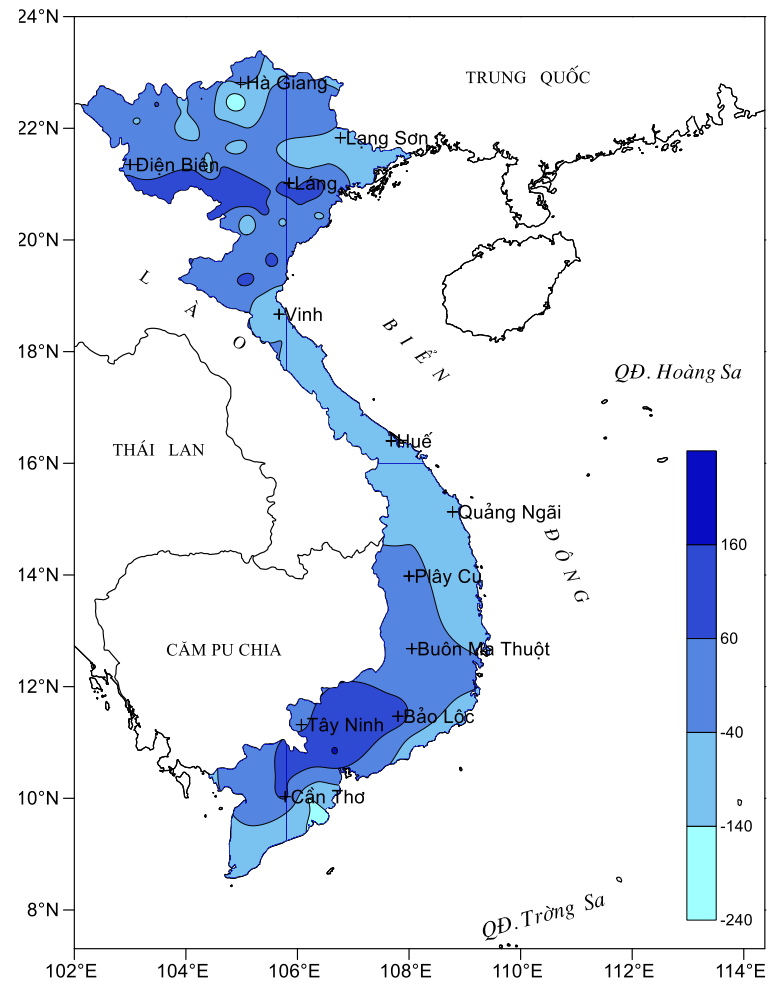 24°N
TRUNG QUỐC
Hà Giang
22°N
Lạng Sơn
Điện Biên
Láng
20°N
LÀO
Vinh
BIỂN
18°N
QĐ. Hoàng Sa
THÁI LAN
Huế
16°N
Quảng Ngãi
160
ĐÔNG
14°N
Plây Cu
CĂM PU CHIA
Buôn Ma Thuột
60
12°N
Bảo Lộc
Tây Ninh
-40
10°N
Cần Thơ
-140
8°N
QĐ. Trờng Sa
-240
102°E 104°E 106°E 108°E 110°E 112°E 114°E